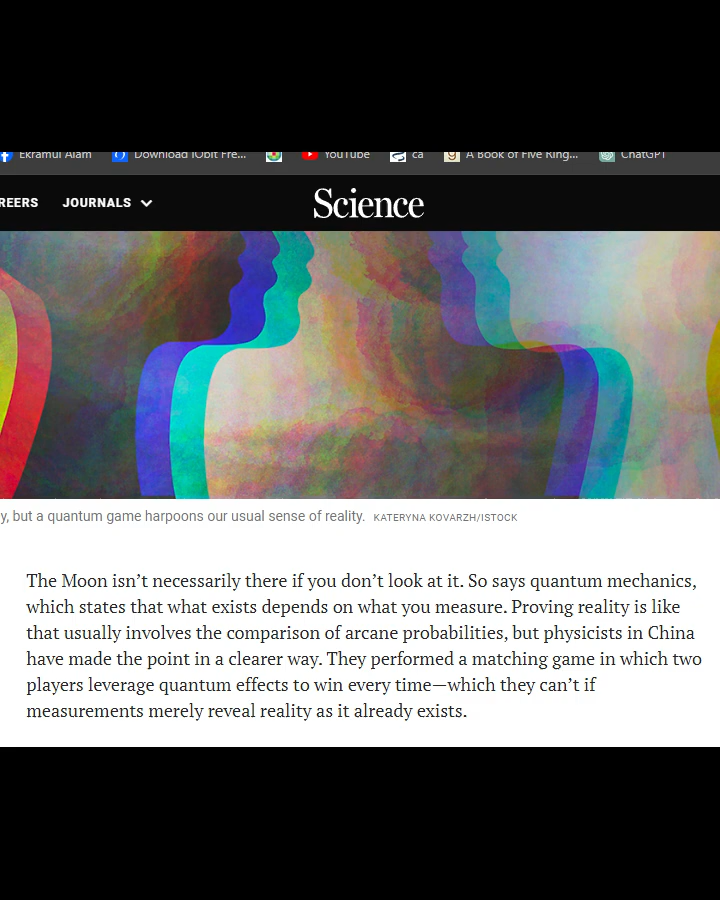 Ekramul Alam Download IObit Fre... YouTube ca A Book of Five Ring... ChatGPT
REERS JOURNALS Science
y, but a quantum game harpoons our usual sense of reality. KATERYNA KOVARZH/ISTOCK
The Moon isn’t necessarily there if you don’t look at it. So says quantum mechanics,
which states that what exists depends on what you measure. Proving reality is like
that usually involves the comparison of arcane probabilities, but physicists in China
have made the point in a clearer way. They performed a matching game in which two
players leverage quantum effects to win every time—which they can’t if
measurements merely reveal reality as it already exists.